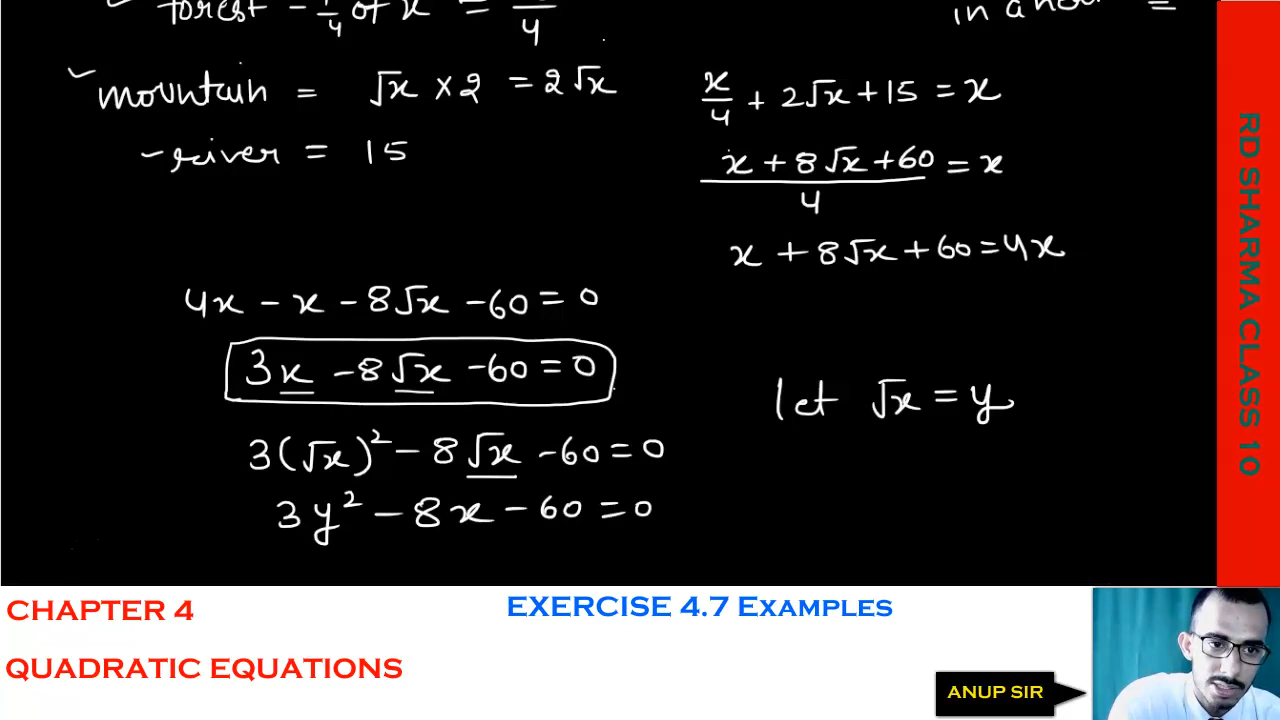 forest - 1/4 of x =  /4
in a
mountain = √x × 2 = 2√x
river = 15
x/4 + 2√x + 15 = x
x + 8√x + 60 / 4 = x
x + 8√x + 60 = 4x
4x - x - 8√x - 60 = 0
3x - 8√x - 60 = 0
let √x = y
3(√x)² - 8√x - 60 = 0
3y² - 8x - 60 = 0
RD SHARMA CLASS 10
CHAPTER 4
EXERCISE 4.7 EXAMPLES
QUADRATIC EQUATIONS
ANUP SIR